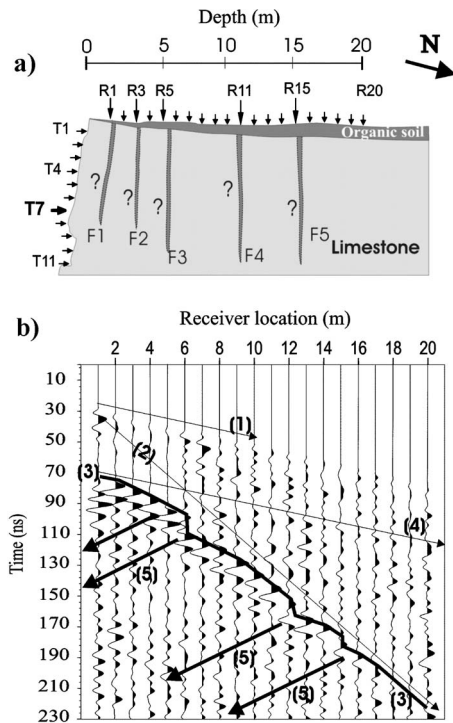 Depth (m)
0 5 10 15 20
N
a)
R1 R3 R5 R11 R15 R20
T1
Organic soil
T4
?
?
?
?
?
T7
F1 F2 F3 F4 F5
Limestone
T11
b)
Receiver location (m)
2 4 6 8 10 12 14 16 18 20
10
30
(1)
50
(2)
70
(3)
90
(4)
110
(5)
130
150
170
(5)
190
(5)
210
(3)
230
Time (ns)